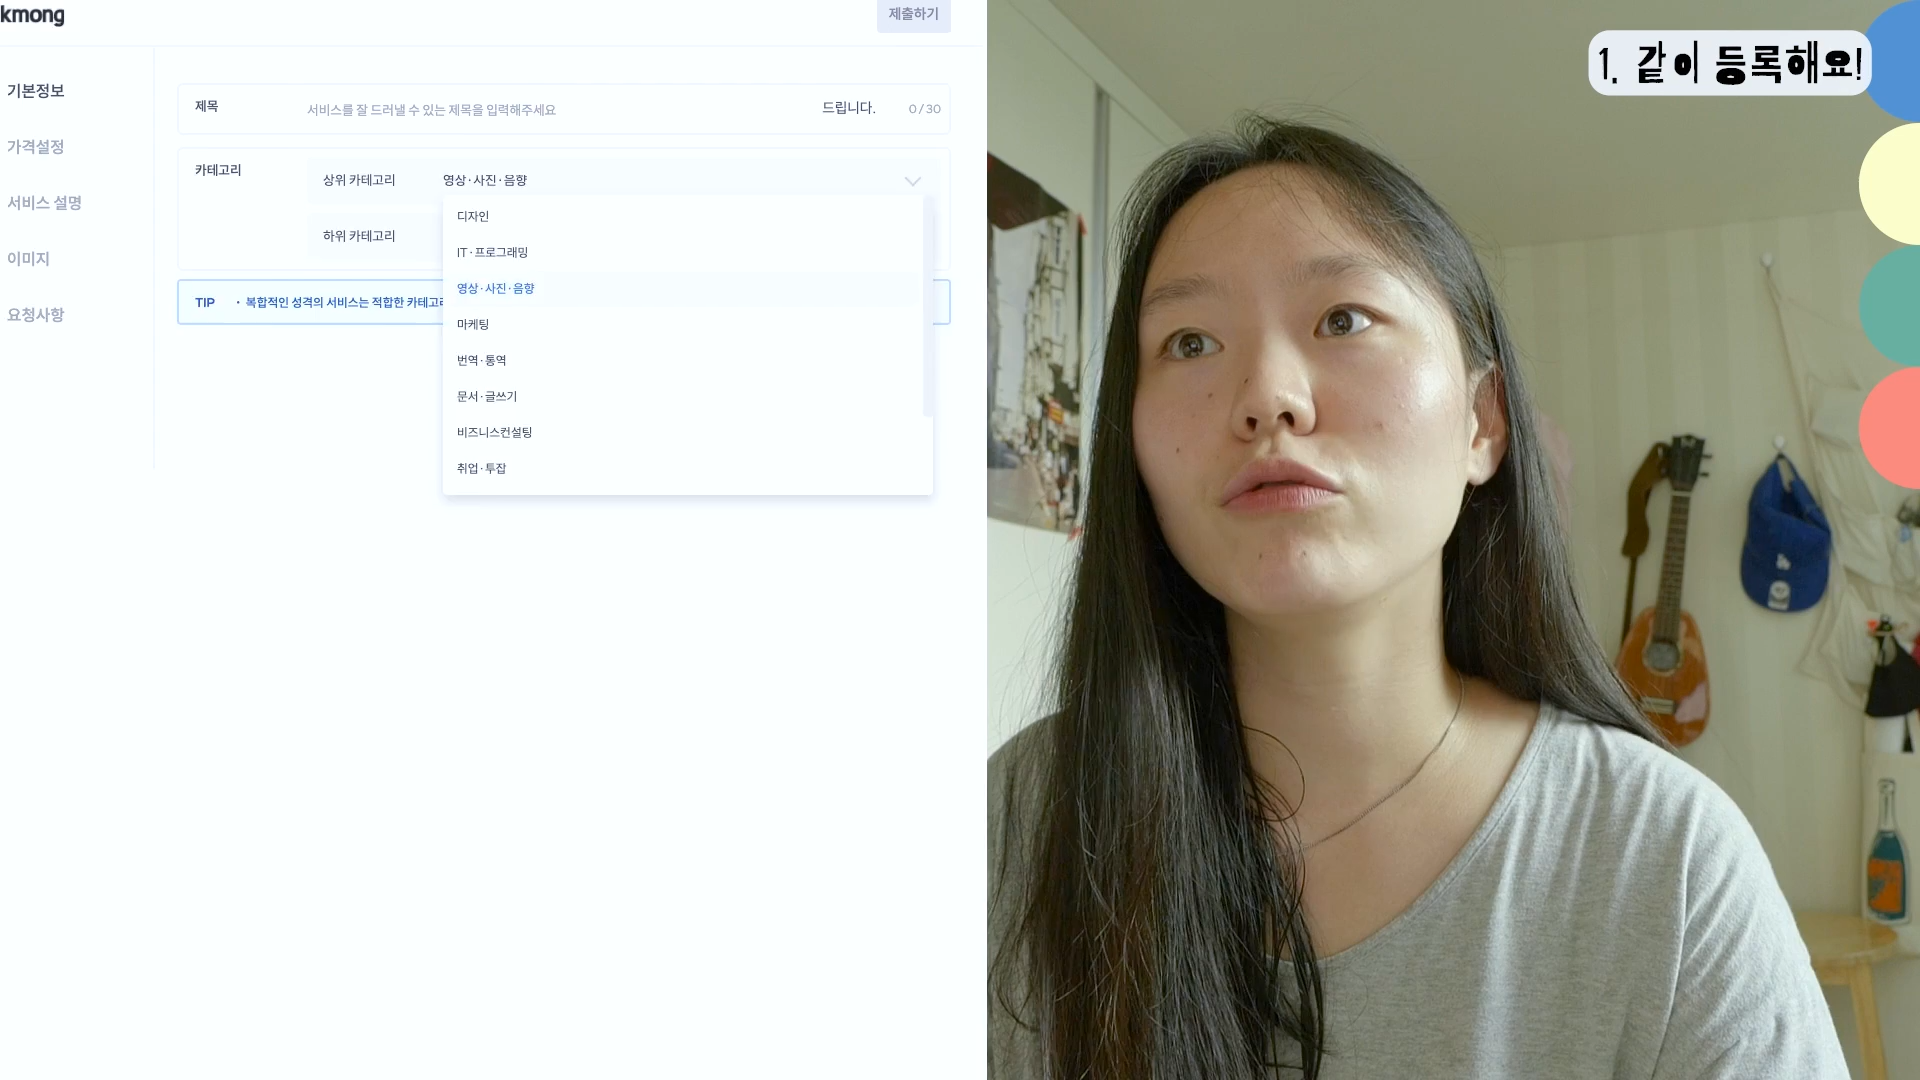 kmong
제출하기
1. 같이 등록해요!
기본정보
가격설정
서비스 설명
이미지
요청사항
제목
서비스를 잘 드러낼 수 있는 제목을 입력해주세요
드립니다.
0 / 30
카테고리
상위 카테고리
영상·사진·음향
하위 카테고리
디자인
IT·프로그래밍
영상·사진·음향
마케팅
번역·통역
문서·글쓰기
비즈니스컨설팅
취업·투잡
TIP
· 복합적인 성격의 서비스는 적합한 카테고리